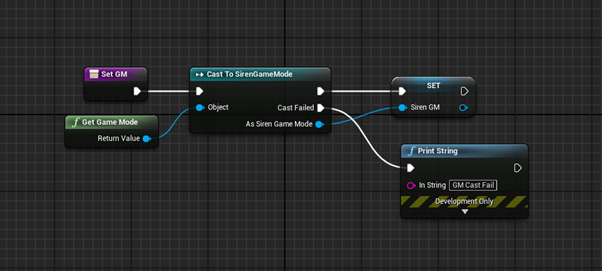 Set GM
Cast To SirenGameMode
SET
Object
Cast Failed
Siren GM
Get Game Mode
As Siren Game Mode
Return Value
f Print String
In String GM Cast Fail
Development Only